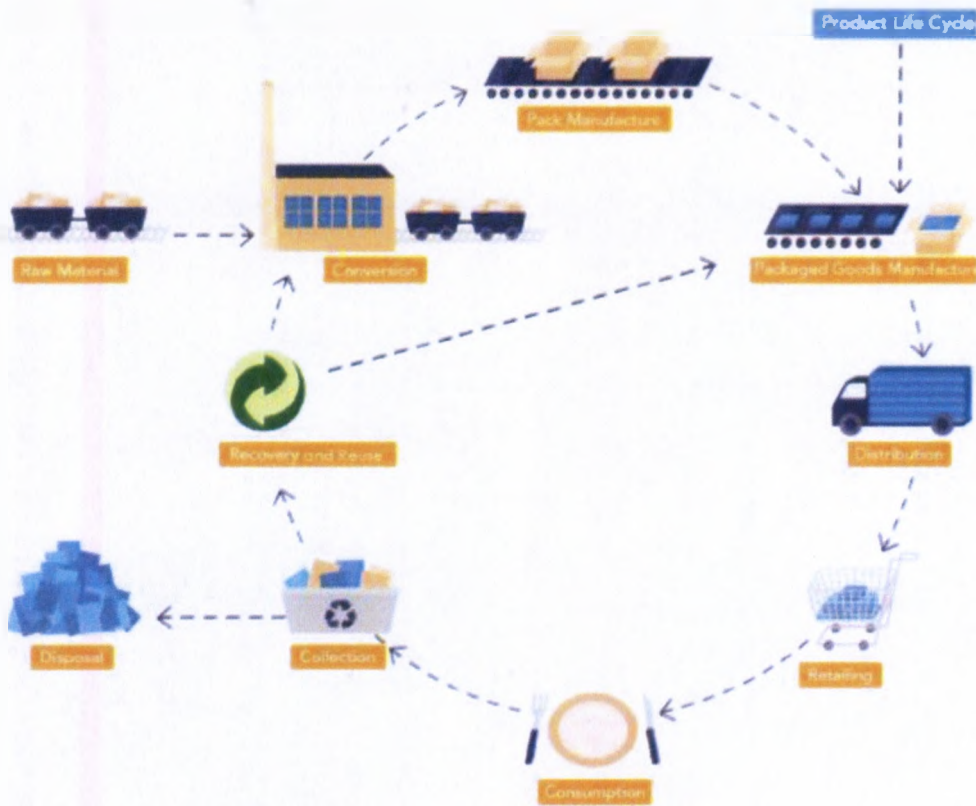 Product Life Cycle
Pack Manufacture
Raw Material
Conversion
Packaged Goods Manufacture
Recovery and Reuse
Distribution
Disposal
Collection
Retailing
Consumption